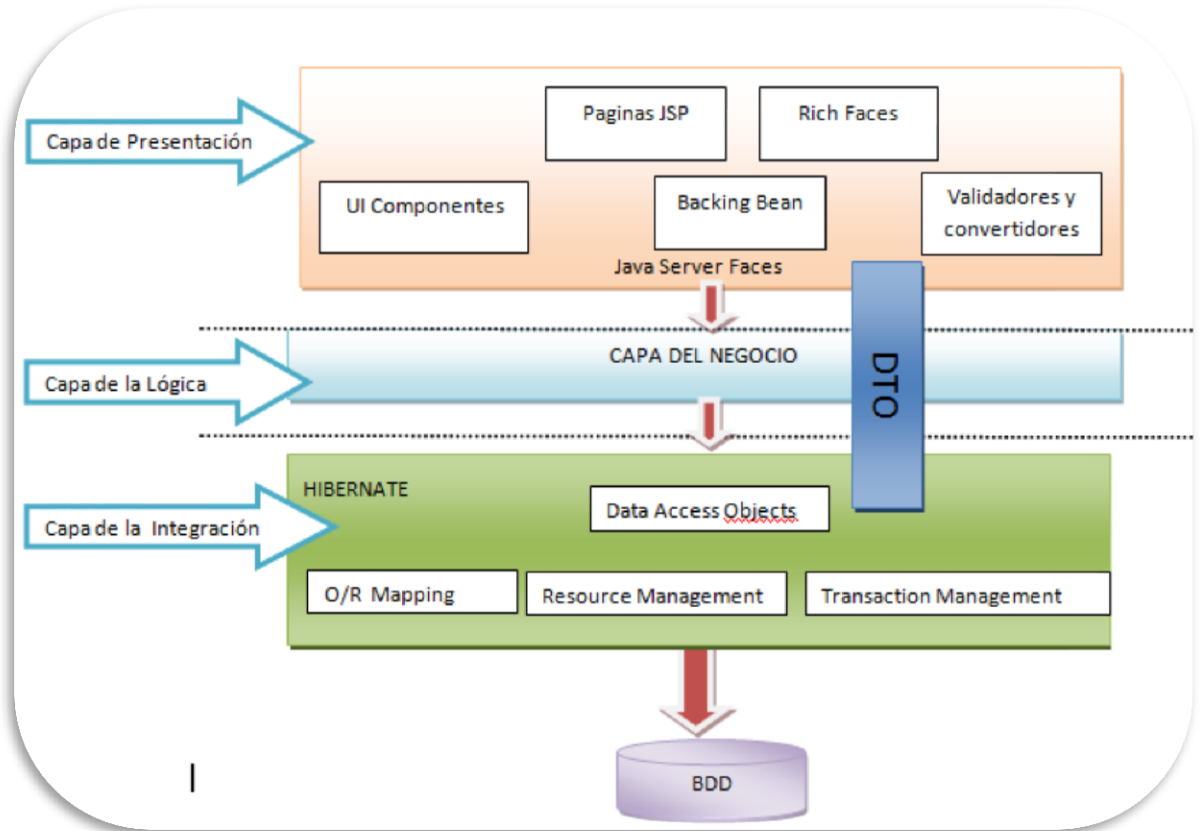 Paginas JSP
Rich Faces
Capa de Presentación
UI Componentes
Backing Bean
Validadores y
convertidores
Java Server Faces
CAPA DEL NEGOCIO
DTO
Capa de la Lógica
HIBERNATE
Data Access Objects
Capa de la Integración
O/R Mapping
Resource Management
Transaction Management
BDD